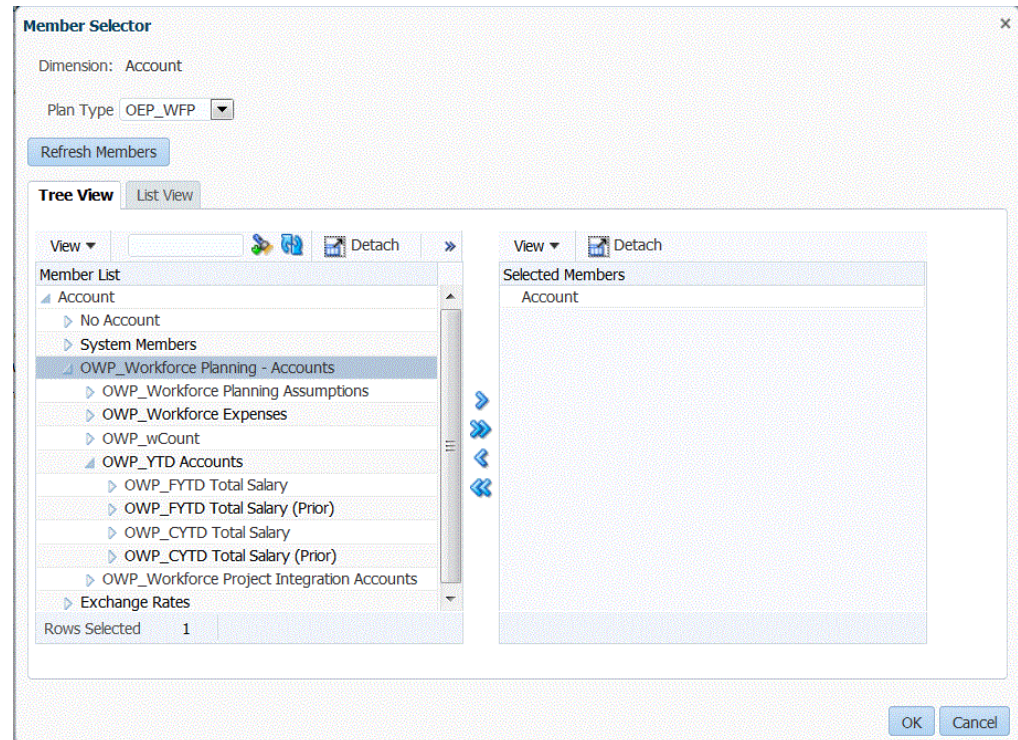 Member Selector
Dimension: Account
Plan Type OEP_WFP
Refresh Members
Tree View List View
View Detach » View Detach
Member List Selected Members
Account Account
No Account
System Members
OWP_Workforce Planning - Accounts
OWP_Workforce Planning Assumptions
OWP_Workforce Expenses
OWP_wCount
OWP_YTD Accounts
OWP_FYTD Total Salary
OWP_FYTD Total Salary (Prior)
OWP_CYTD Total Salary
OWP_CYTD Total Salary (Prior)
OWP_Workforce Project Integration Accounts
Exchange Rates
Rows Selected 1
OK Cancel